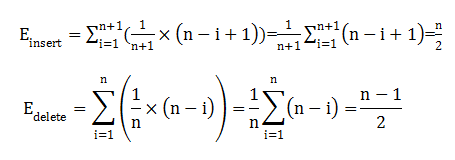 E_insert = ∑_{i=1}^{n+1}(1/(n+1) × (n − i + 1))=1/(n+1) ∑_{i=1}^{n+1}(n − i + 1)=n/2
E_delete = ∑_{i=1}^{n}(1/n × (n − i)) = 1/n ∑_{i=1}^{n}(n − i) = (n − 1)/2